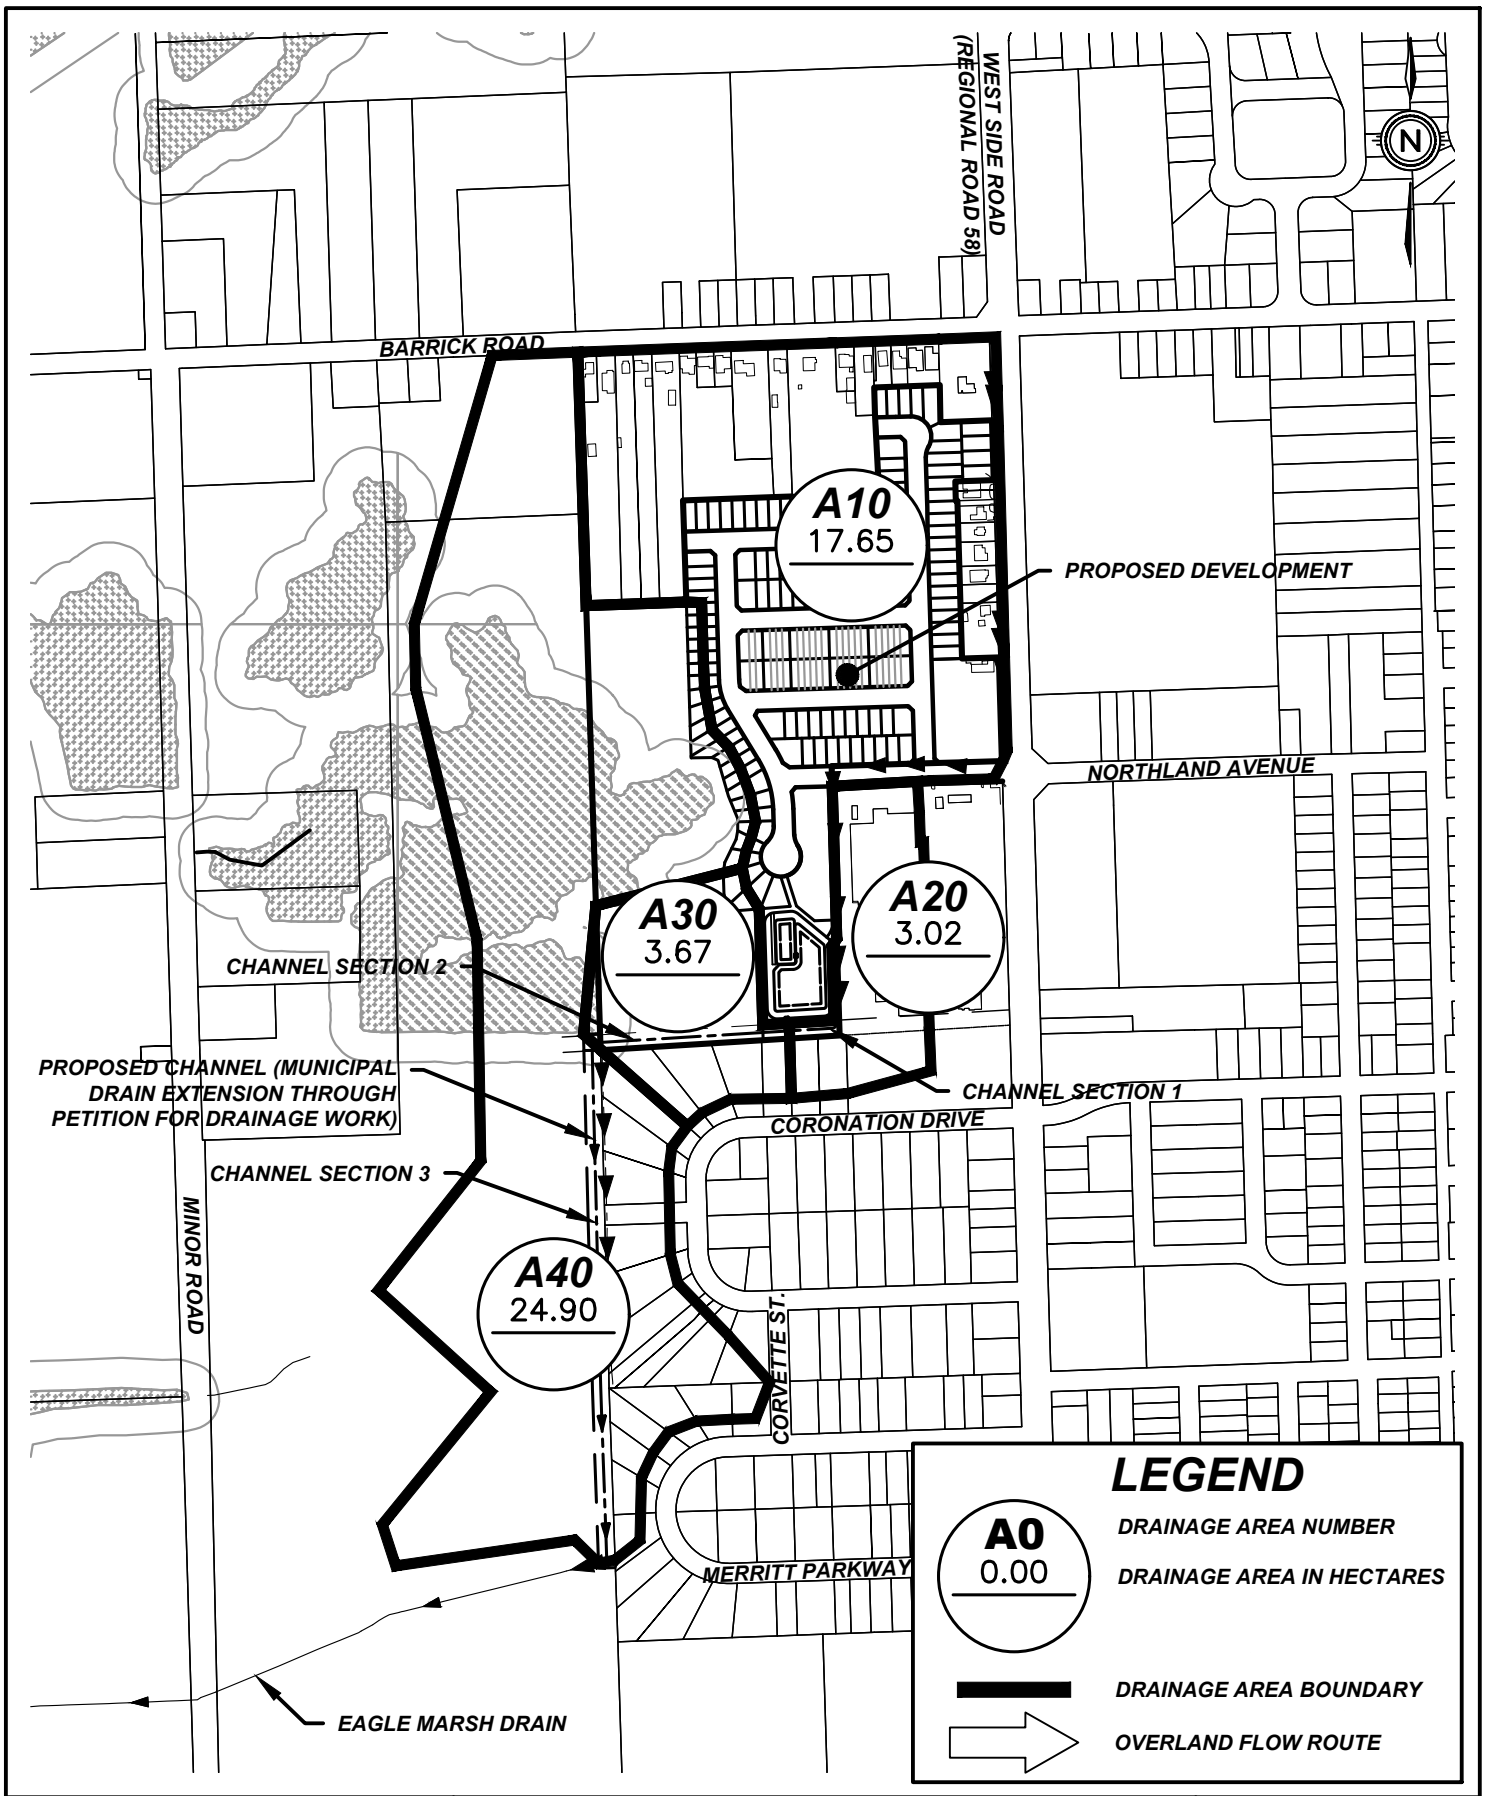 WEST SIDE ROAD
(REGIONAL ROAD 58)
N
BARRICK ROAD
A10
17.65
PROPOSED DEVELOPMENT
NORTHLAND AVENUE
A30
3.67
A20
3.02
CHANNEL SECTION 2
PROPOSED CHANNEL (MUNICIPAL
DRAIN EXTENSION THROUGH
PETITION FOR DRAINAGE WORK)
CHANNEL SECTION 1
CORONATION DRIVE
CHANNEL SECTION 3
MINOR ROAD
A40
24.90
CORVETTE ST.
MERRITT PARKWAY
EAGLE MARSH DRAIN
LEGEND
A0
0.00
DRAINAGE AREA NUMBER
DRAINAGE AREA IN HECTARES
DRAINAGE AREA BOUNDARY
OVERLAND FLOW ROUTE